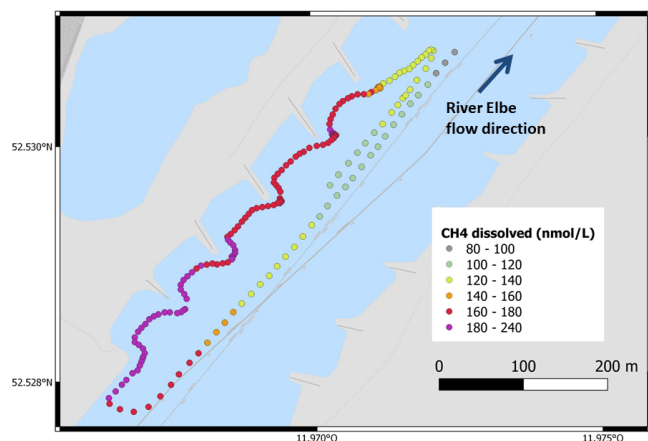 52.530°N
52.528°N
River Elbe
flow direction
CH4 dissolved (nmol/L)
80 - 100
100 - 120
120 - 140
140 - 160
160 - 180
180 - 240
0 100 200 m
11.970°O 11.975°O